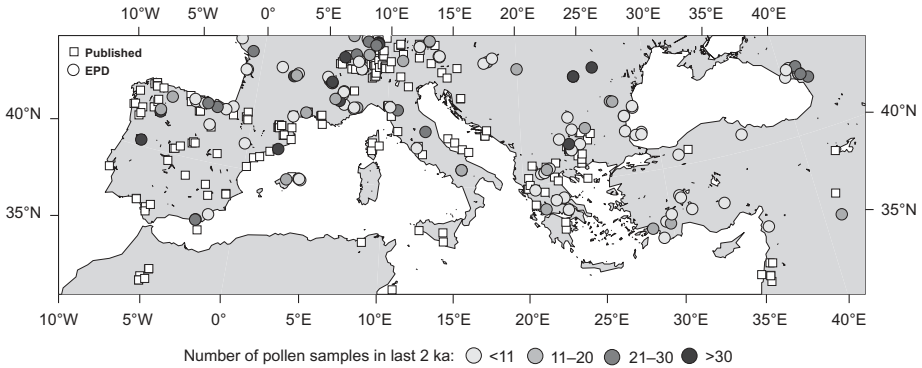 10°W 5°W 0° 5°E 10°E 15°E 20°E 25°E 30°E 35°E 40°E
Published
EPD
40°N 40°N
35°N 35°N
10°W 5°W 0° 5°E 10°E 15°E 20°E 25°E 30°E 35°E 40°E
Number of pollen samples in last 2 ka: <11 11–20 21–30 >30